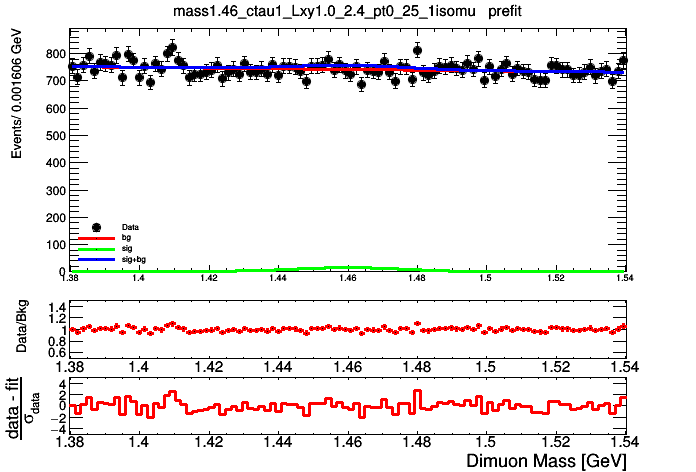 mass1.46_ctau1_Lxy1.0_2.4_pt0_25_1isomu prefit
Events/ 0.001606 GeV
800
700
600
500
400
300
200
100
0
Data
bg
sig
sig+bg
1.38 1.4 1.42 1.44 1.46 1.48 1.5 1.52 1.54
Data/Bkg
1.4
1.2
1
0.8
0.6
1.38 1.4 1.42 1.44 1.46 1.48 1.5 1.52 1.54
data - fit
σdata
4
2
0
−2
−4
1.38 1.4 1.42 1.44 1.46 1.48 1.5 1.52 1.54
Dimuon Mass [GeV]